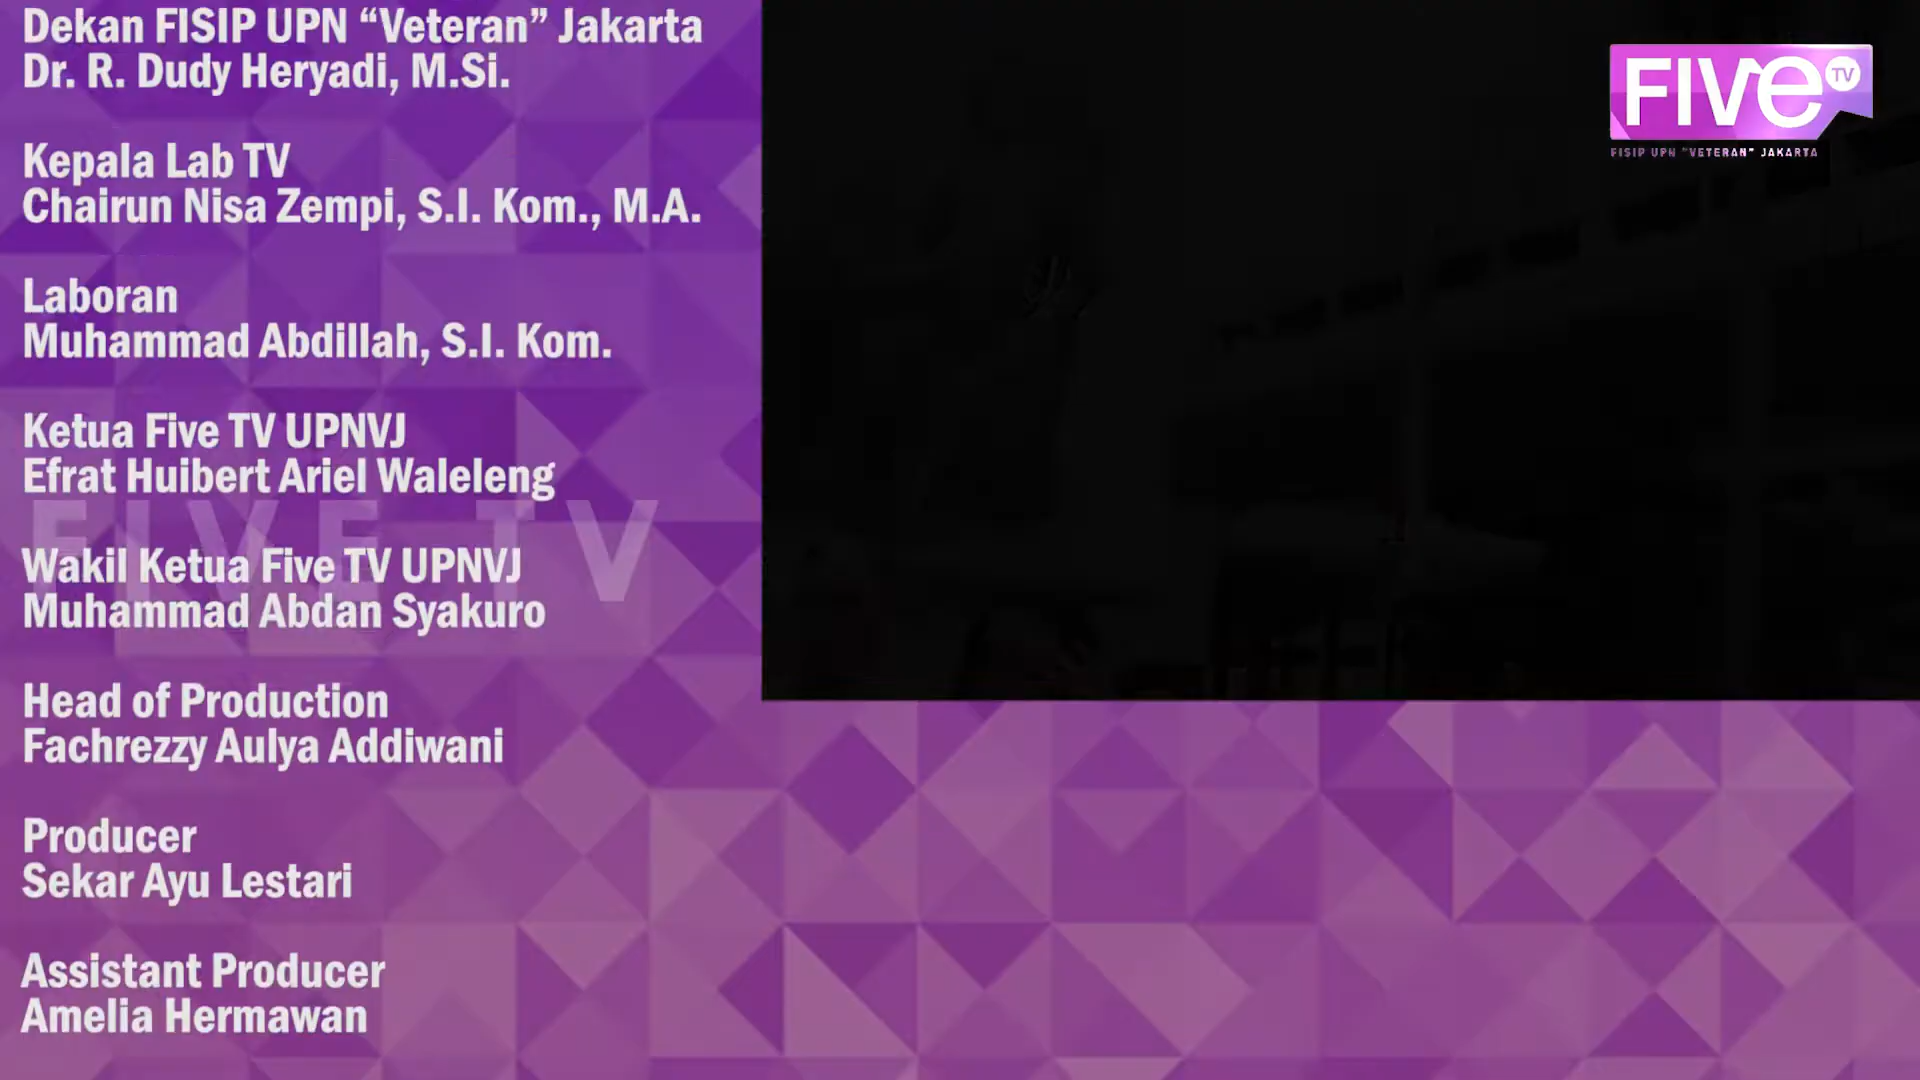 Dekan FISIP UPN “Veteran” Jakarta
Dr. R. Dudy Heryadi, M.Si.
Kepala Lab TV
Chairun Nisa Zempi, S.I. Kom., M.A.
Laboran
Muhammad Abdillah, S.I. Kom.
Ketua Five TV UPNVJ
Efrat Huibert Ariel Waleleng
FIVE TV
Wakil Ketua Five TV UPNVJ
Muhammad Abdan Syakuro
Head of Production
Fachrezzy Aulya Addiwani
Producer
Sekar Ayu Lestari
Assistant Producer
Amelia Hermawan
FIVe TV
FISIP UPN "VETERAN" JAKARTA